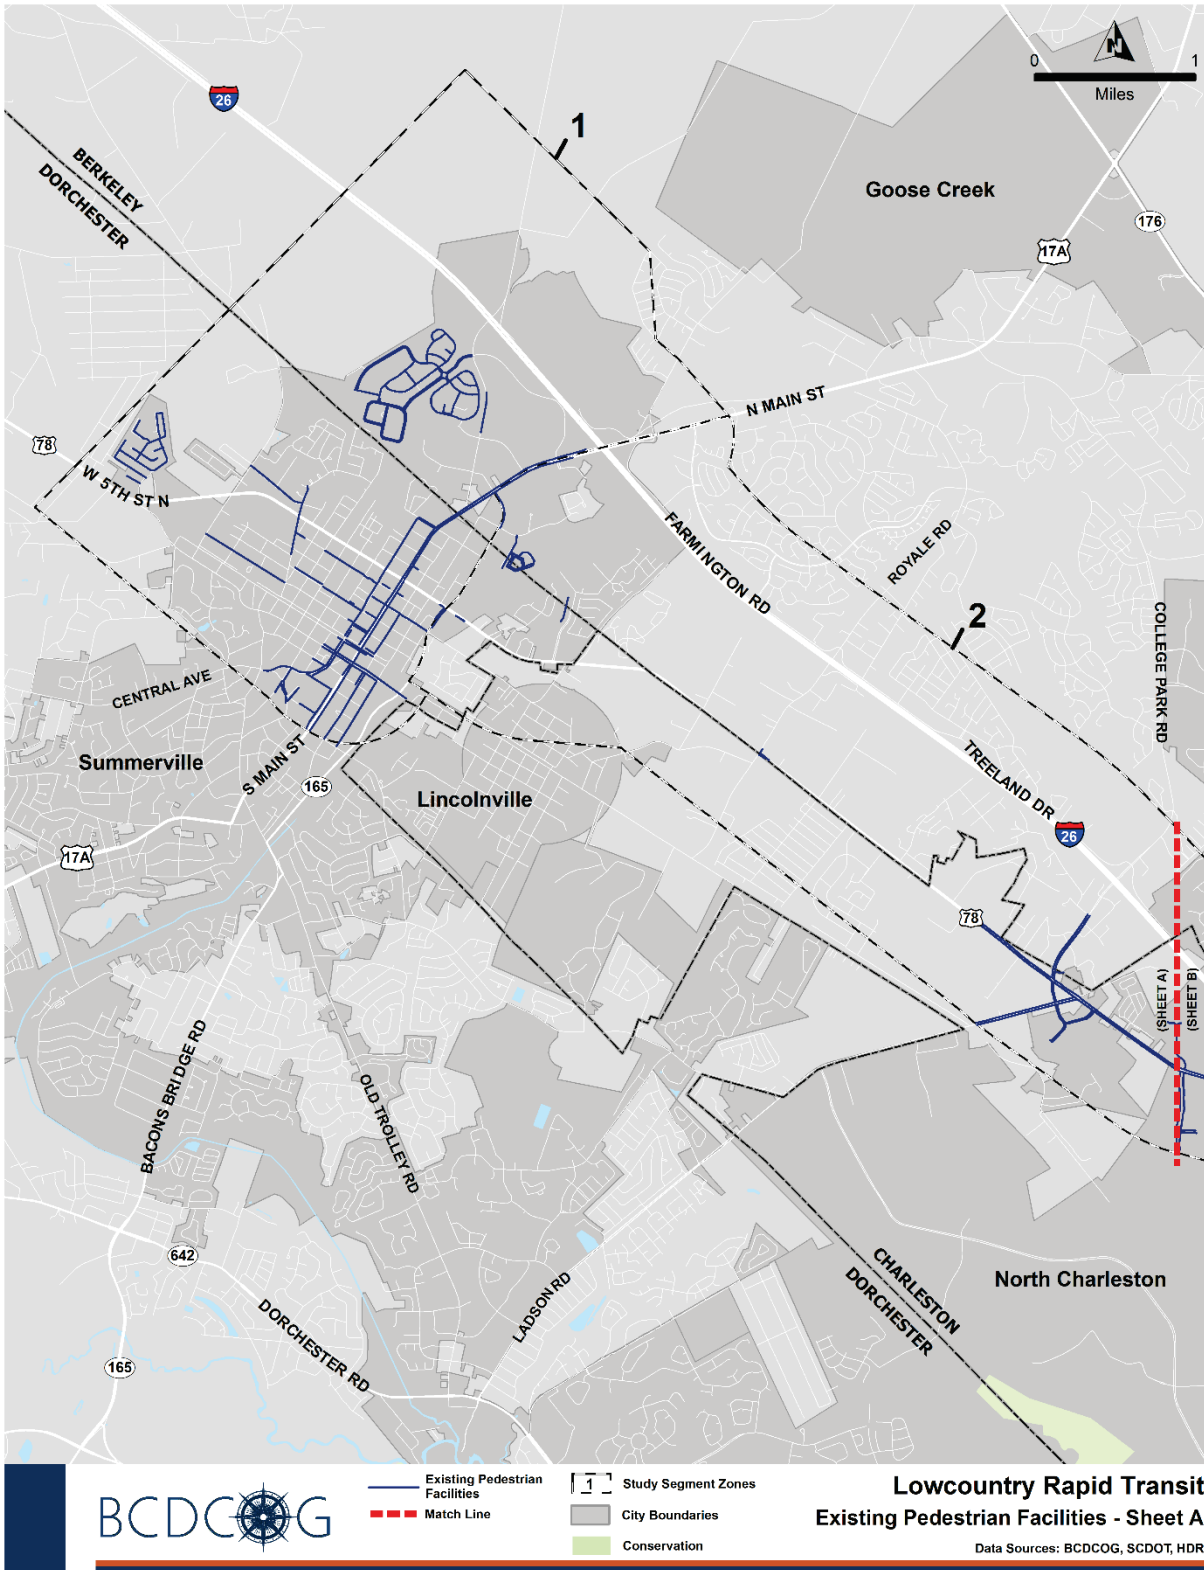 N
0 1
Miles
26
1
BERKELEY
DORCHESTER
Goose Creek
176
17A
N MAIN ST
78
W 5TH ST N
FARMINGTON RD
ROYALE RD
2
COLLEGE PARK RD
CENTRAL AVE
Summerville
S MAIN ST
165
Lincolnville
TREELAND DR
26
17A
78
(SHEET A)
(SHEET B)
BACONS BRIDGE RD
OLD TROLLEY RD
642
LADSON RD
CHARLESTON
DORCHESTER
North Charleston
DORCHESTER RD
165
BCDCOG
Existing Pedestrian
Facilities
Match Line
1 Study Segment Zones
City Boundaries
Conservation
Lowcountry Rapid Transit
Existing Pedestrian Facilities - Sheet A
Data Sources: BCDCOG, SCDOT, HDR